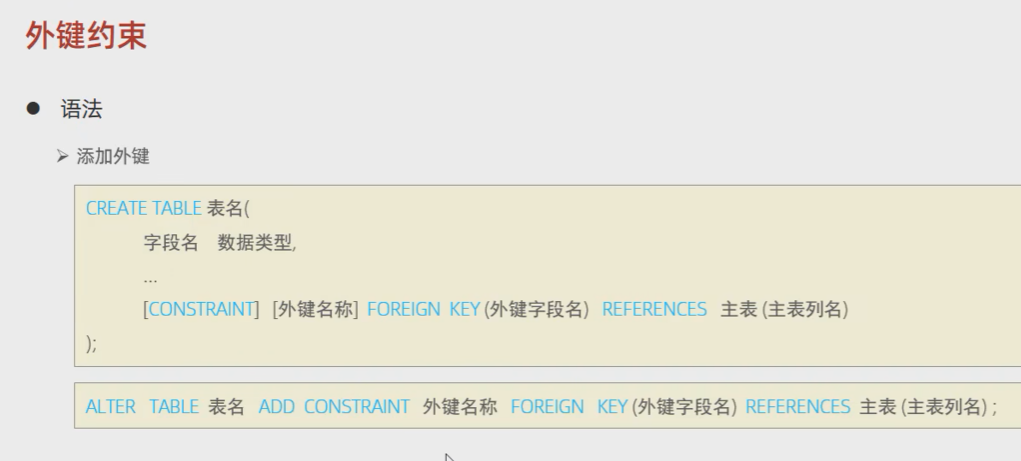 外键约束
语法
添加外键
CREATE TABLE 表名(
字段名 数据类型,
...
[CONSTRAINT] [外键名称] FOREIGN KEY (外键字段名) REFERENCES 主表 (主表列名)
);
ALTER TABLE 表名 ADD CONSTRAINT 外键名称 FOREIGN KEY (外键字段名) REFERENCES 主表 (主表列名) ;